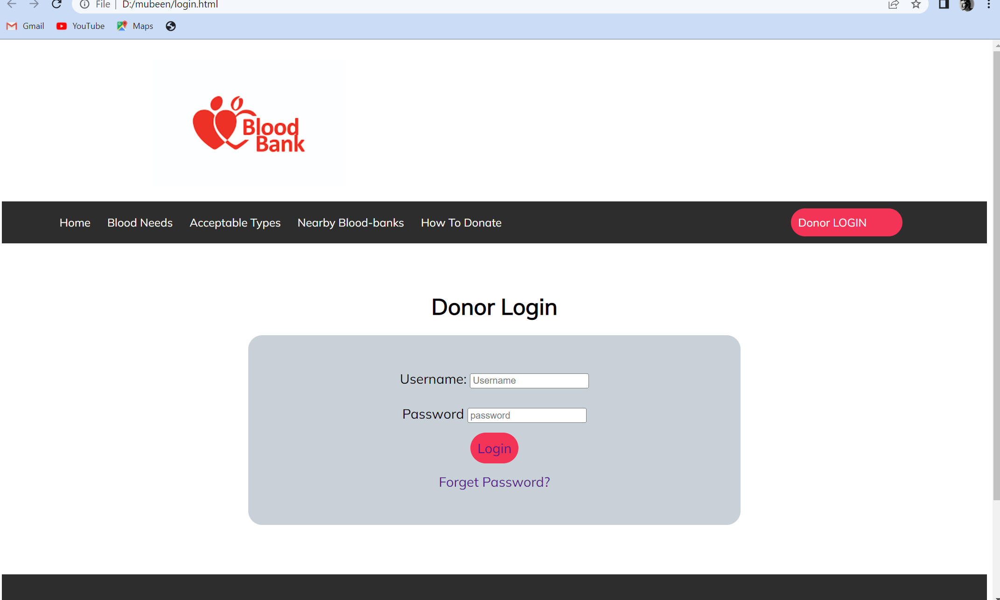 File | D:/mubeen/login.html
Gmail YouTube Maps
Blood
Bank
Home Blood Needs Acceptable Types Nearby Blood-banks How To Donate Donor LOGIN
Donor Login
Username: Username
Password password
Login
Forget Password?